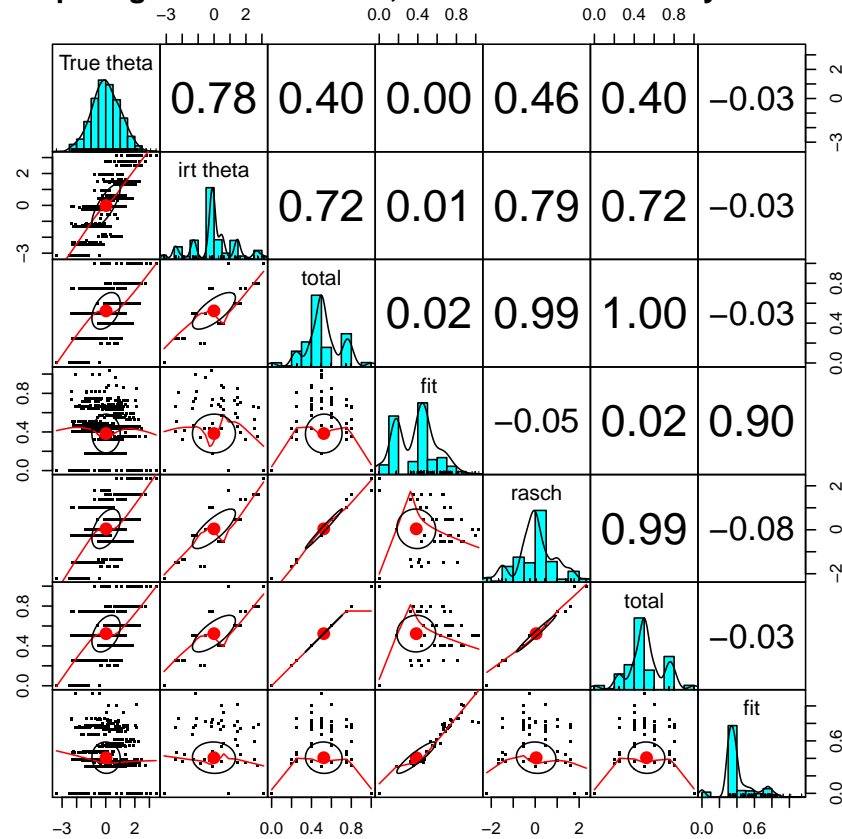 −3 0 2 0.0 0.4 0.8 0.0 0.4 0.8
True theta 0.78 0.40 0.00 0.46 0.40 −0.03 −3 0 2
−3 0 2 irt theta 0.72 0.01 0.79 0.72 −0.03
total 0.02 0.99 1.00 −0.03 0.0 0.4 0.8
0.0 0.4 0.8 fit −0.05 0.02 0.90
rasch 0.99 −0.08 −2 0 2
0.0 0.4 0.8 total −0.03
fit 0.0 0.6
−3 0 2 0.0 0.4 0.8 −2 0 2 0.0 0.6